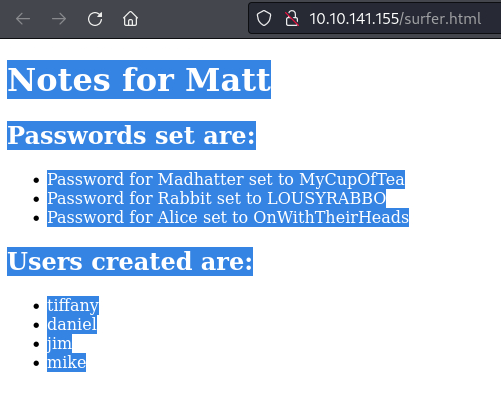 10.10.141.155/surfer.html
Notes for Matt
Passwords set are:
Password for Madhatter set to MyCupOfTea
Password for Rabbit set to LOUSYRABBO
Password for Alice set to OnWithTheirHeads
Users created are:
tiffany
daniel
jim
mike